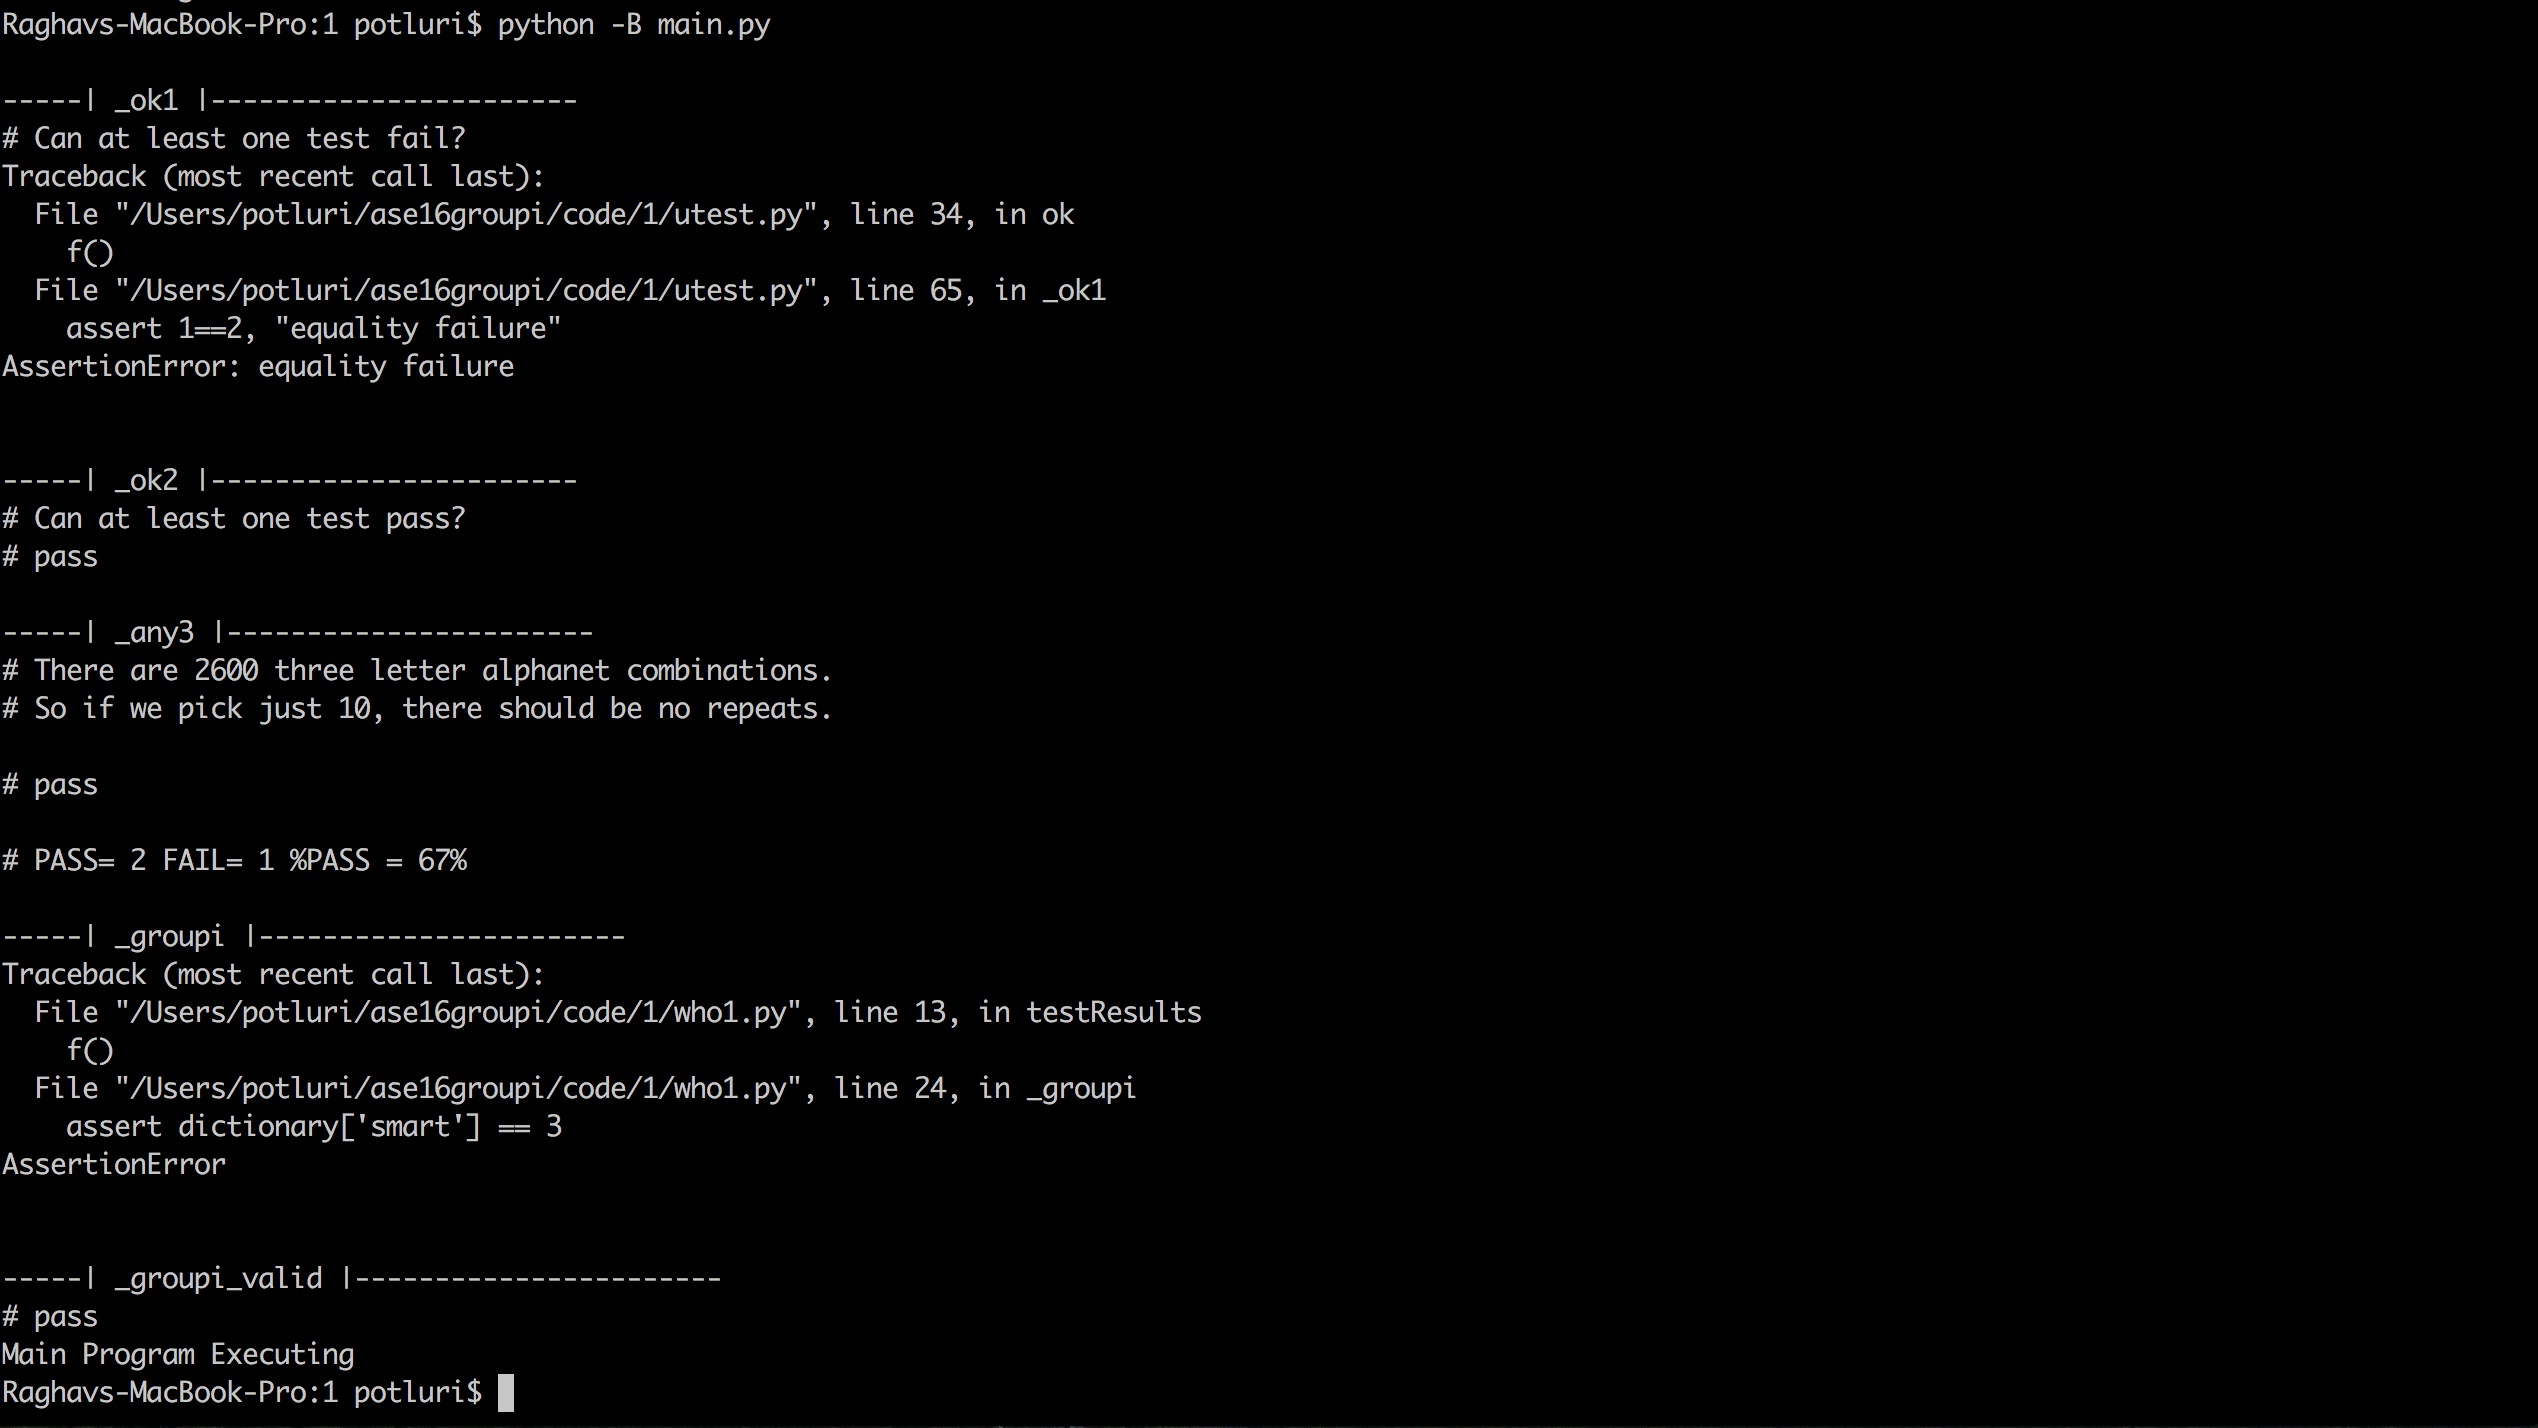 Raghavs-MacBook-Pro:1 potluri$ python -B main.py
-----| _ok1 |-----------------------
# Can at least one test fail?
Traceback (most recent call last):
  File "/Users/potluri/ase16groupi/code/1/utest.py", line 34, in ok
    f()
  File "/Users/potluri/ase16groupi/code/1/utest.py", line 65, in _ok1
    assert 1==2, "equality failure"
AssertionError: equality failure
-----| _ok2 |-----------------------
# Can at least one test pass?
# pass
-----| _any3 |-----------------------
# There are 2600 three letter alphanet combinations.
# So if we pick just 10, there should be no repeats.
# pass
# PASS= 2 FAIL= 1 %PASS = 67%
-----| _groupi |-----------------------
Traceback (most recent call last):
  File "/Users/potluri/ase16groupi/code/1/who1.py", line 13, in testResults
    f()
  File "/Users/potluri/ase16groupi/code/1/who1.py", line 24, in _groupi
    assert dictionary['smart'] == 3
AssertionError
-----| _groupi_valid |-----------------------
# pass
Main Program Executing
Raghavs-MacBook-Pro:1 potluri$